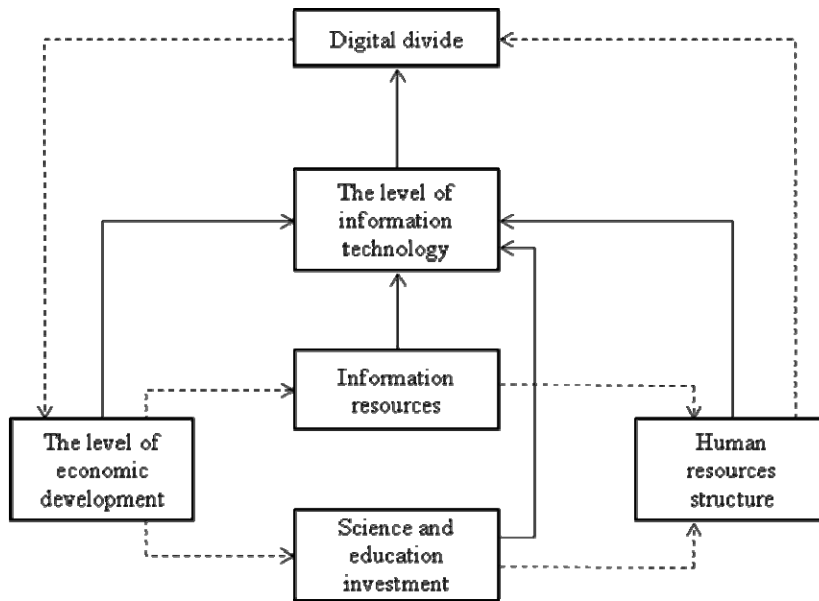 Digital divide
The level of
information
technology
Information
resources
The level of
economic
development
Human
resources
structure
Science and
education
investment